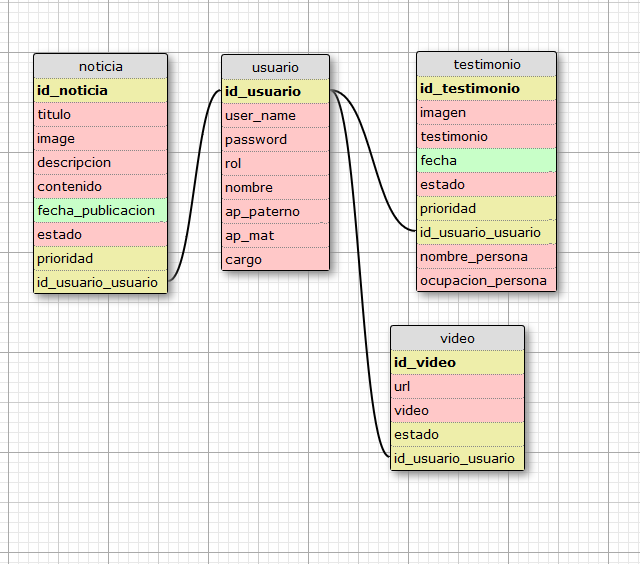 noticia
id_noticia
titulo
image
descripcion
contenido
fecha_publicacion
estado
prioridad
id_usuario_usuario
usuario
id_usuario
user_name
password
rol
nombre
ap_paterno
ap_mat
cargo
testimonio
id_testimonio
imagen
testimonio
fecha
estado
prioridad
id_usuario_usuario
nombre_persona
ocupacion_persona
video
id_video
url
video
estado
id_usuario_usuario